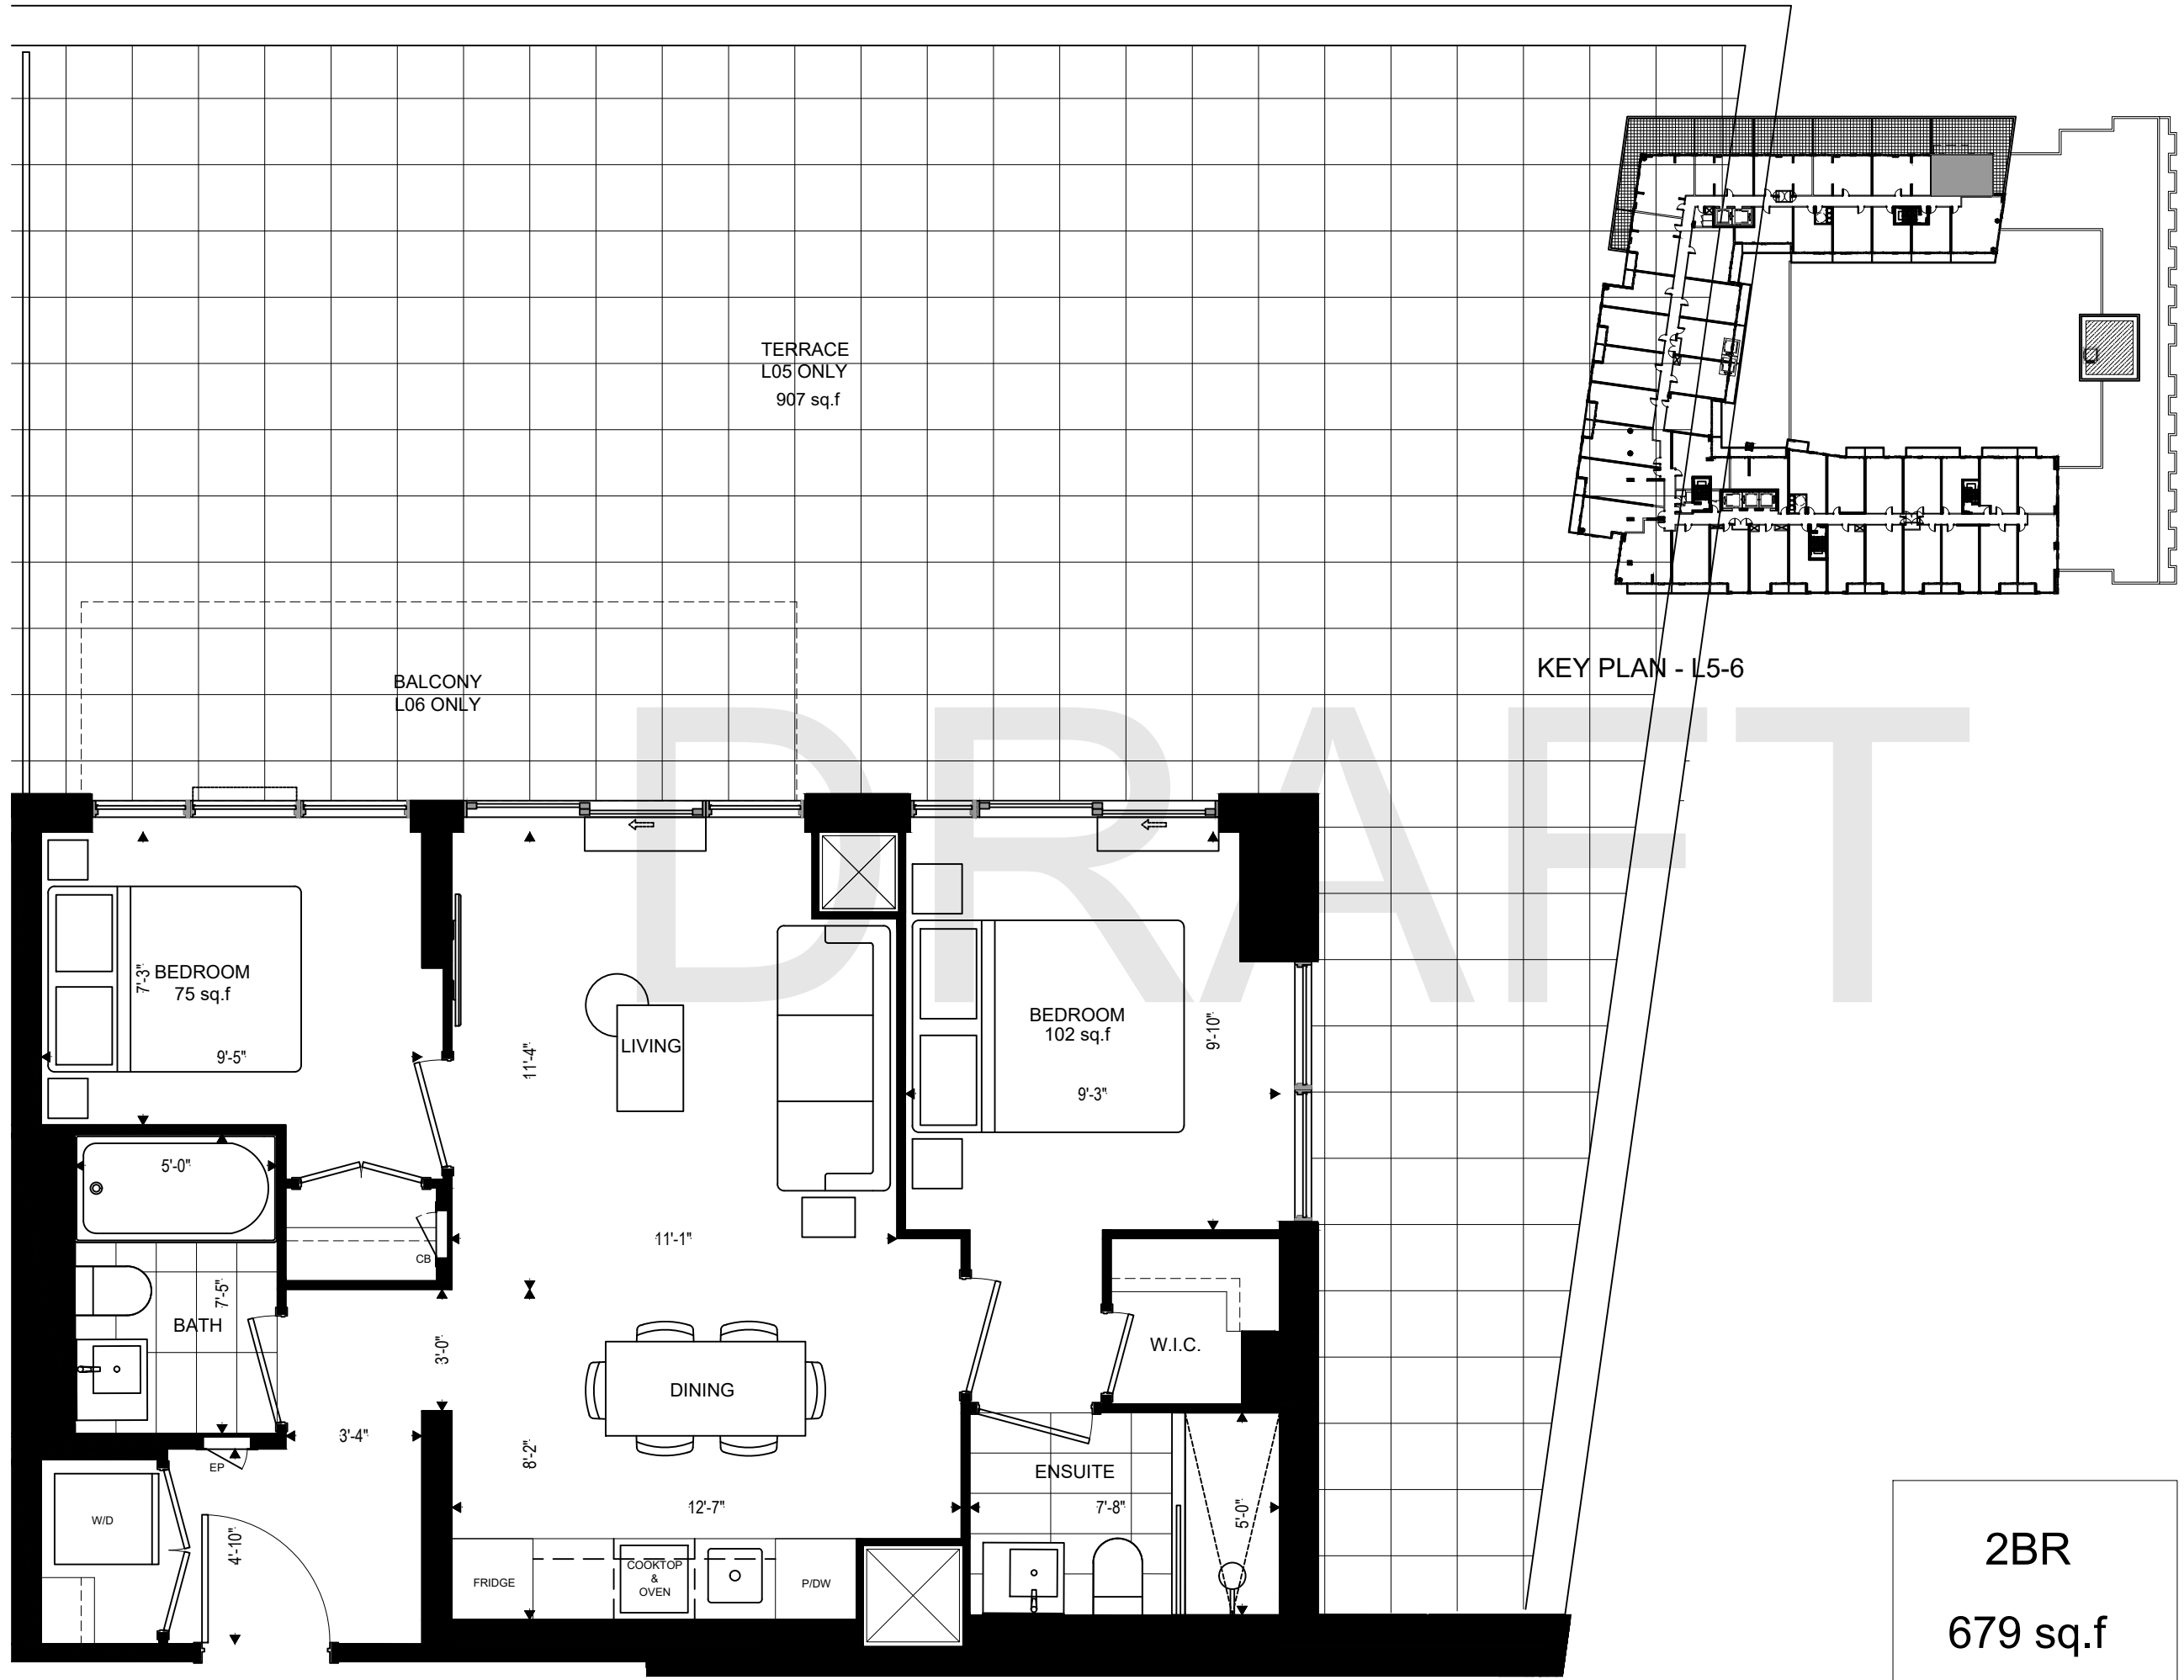 TERRACE
L05 ONLY
907 sq.f
KEY PLAN - L5-6
BALCONY
L06 ONLY
DRAFT
BEDROOM
75 sq.f
7'-3"
9'-5"
LIVING
11'-4"
11'-1"
BEDROOM
102 sq.f
9'-10"
9'-3"
5'-0"
7'-5"
BATH
CB
3'-0"
DINING
W.I.C.
3'-4"
EP
8'-2"
12'-7"
ENSUITE
7'-8"
5'-0"
W/D
4'-10"
FRIDGE
COOKTOP
&
OVEN
P/DW
2BR
679 sq.f